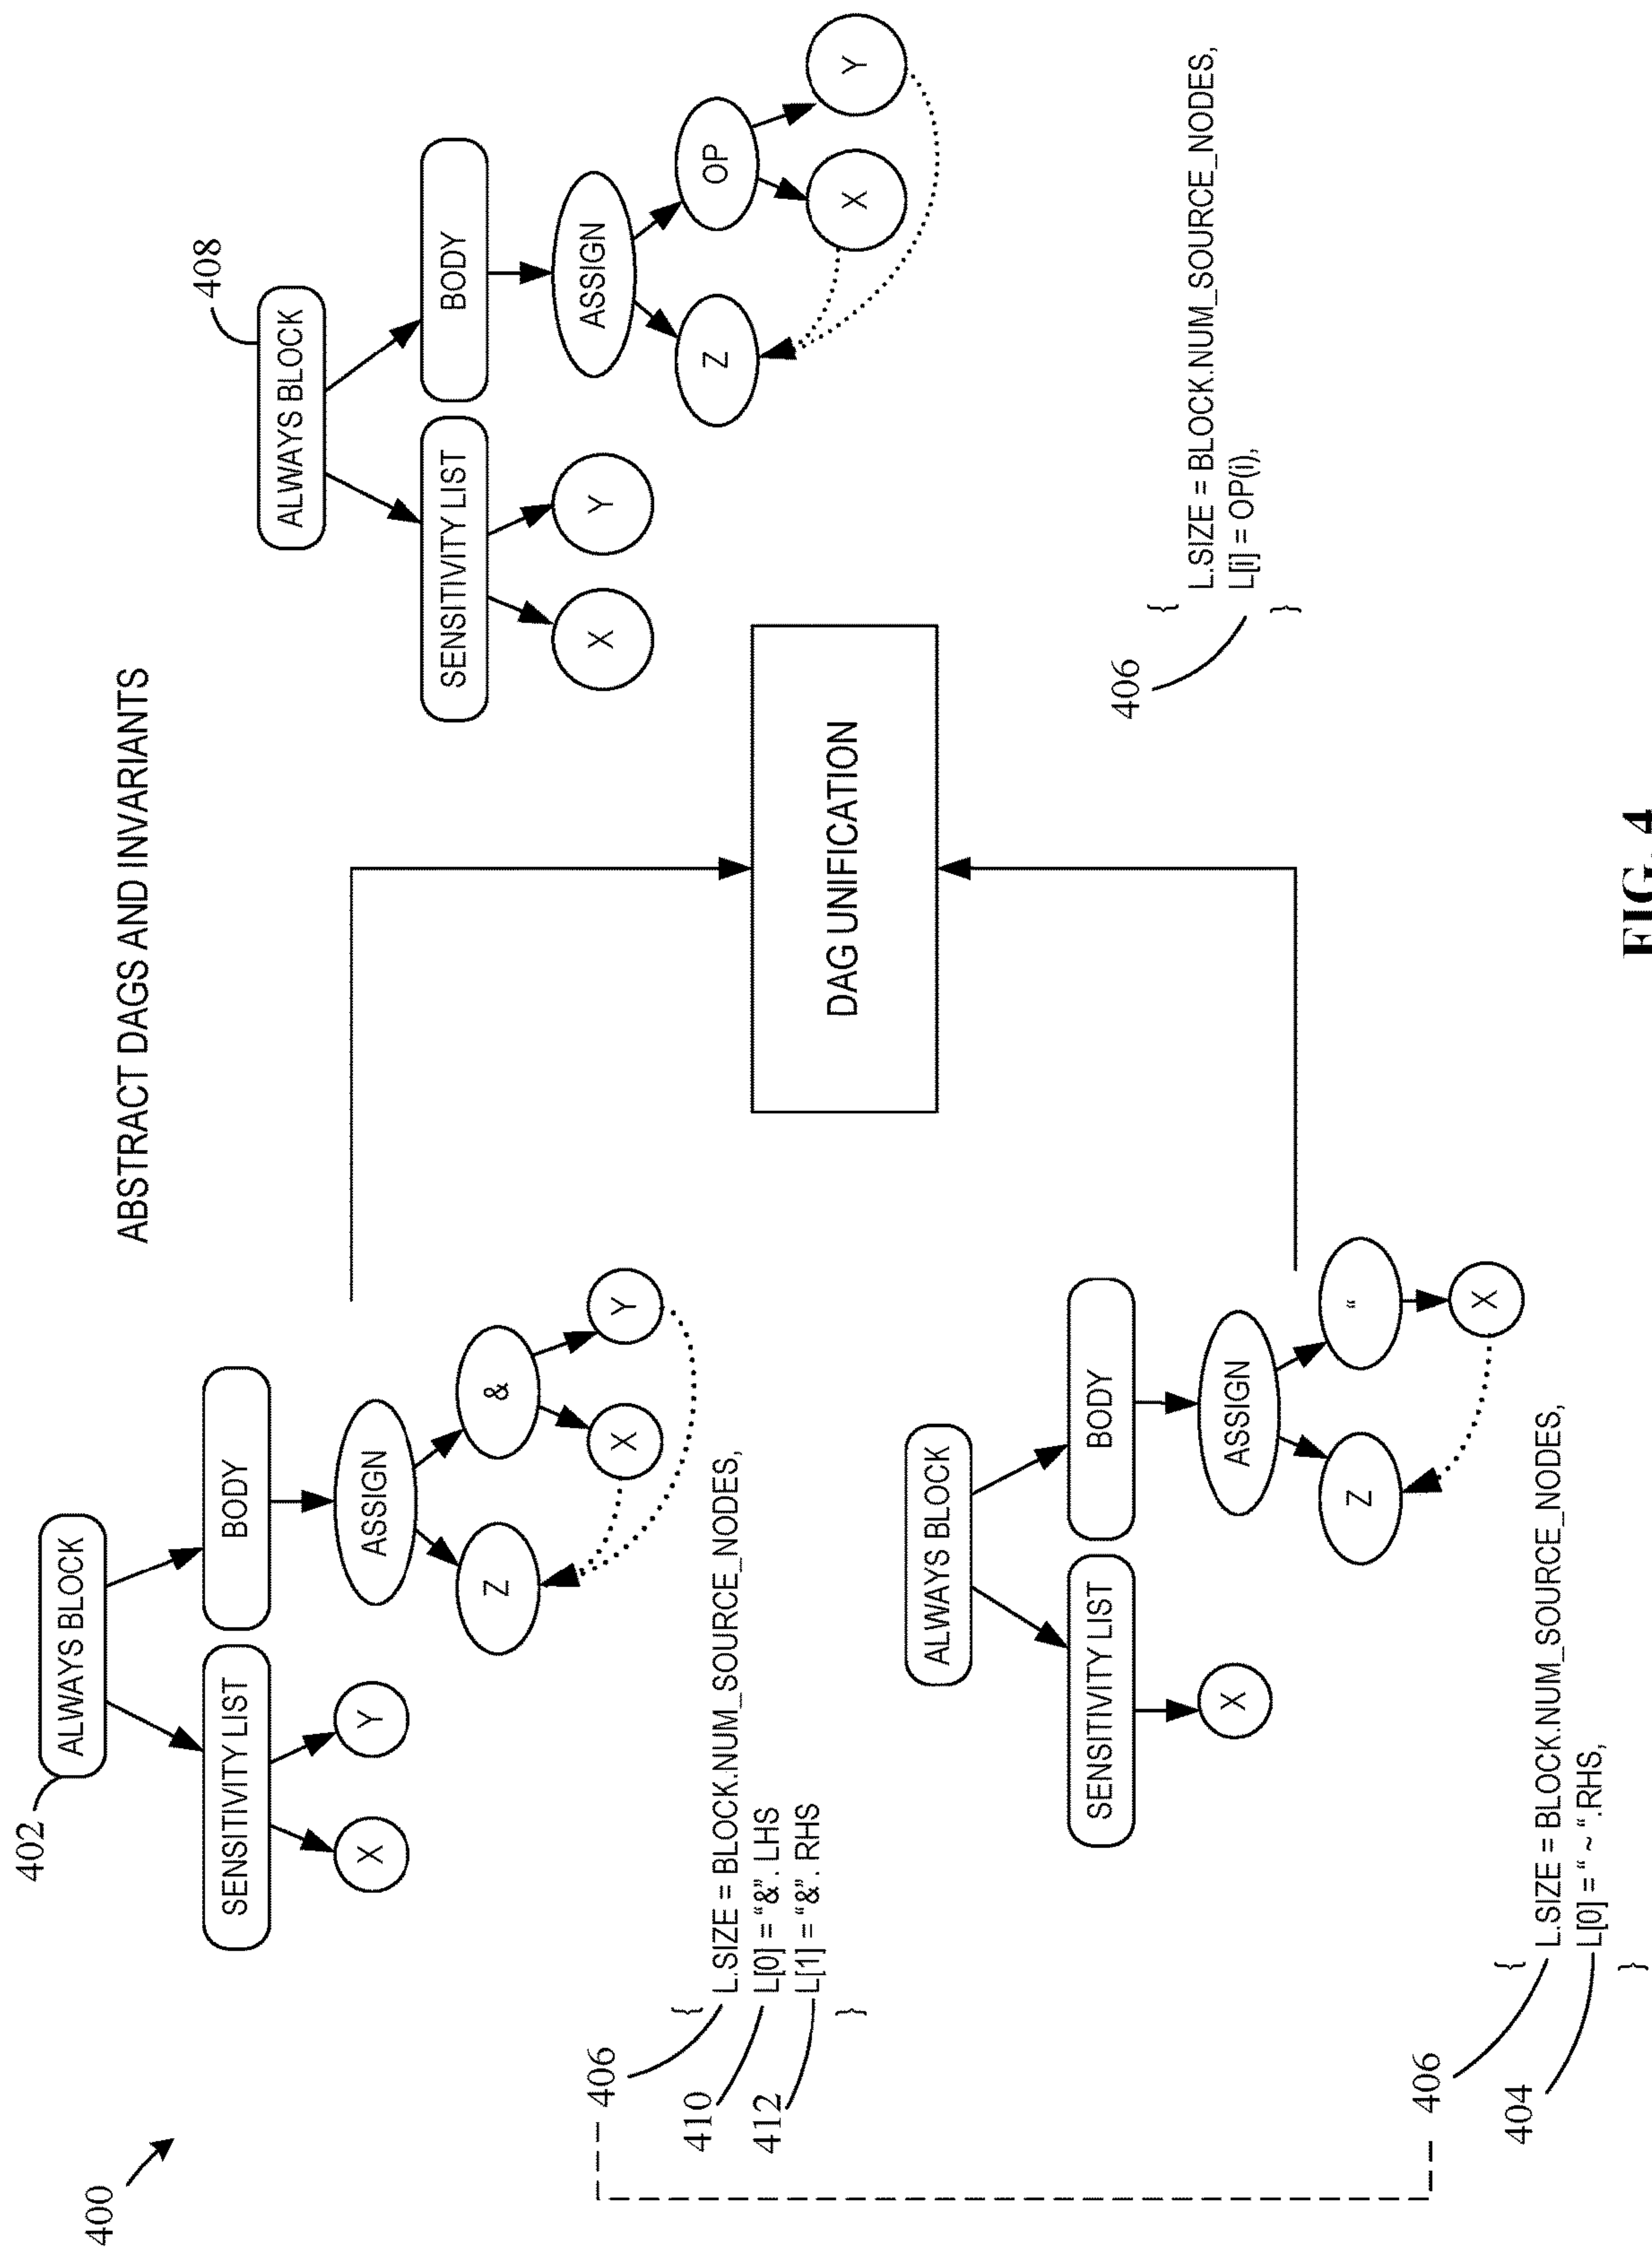 400
ABSTRACT DAGS AND INVARIANTS
402
ALWAYS BLOCK
SENSITIVITY LIST
BODY
X
Y
ASSIGN
Z
&
X
Y
406
{
L.SIZE = BLOCK.NUM_SOURCE_NODES,
410
L[0] = “&”. LHS
412
L[1] = “&”. RHS
}
ALWAYS BLOCK
SENSITIVITY LIST
BODY
X
ASSIGN
Z
“
X
406
{
L.SIZE = BLOCK.NUM_SOURCE_NODES,
404
L[0] = “ ~ “.RHS,
}
DAG UNIFICATION
408
ALWAYS BLOCK
SENSITIVITY LIST
BODY
X
Y
ASSIGN
Z
OP
X
Y
406
{
L.SIZE = BLOCK.NUM_SOURCE_NODES,
L[i] = OP(i),
}
FIG. 4